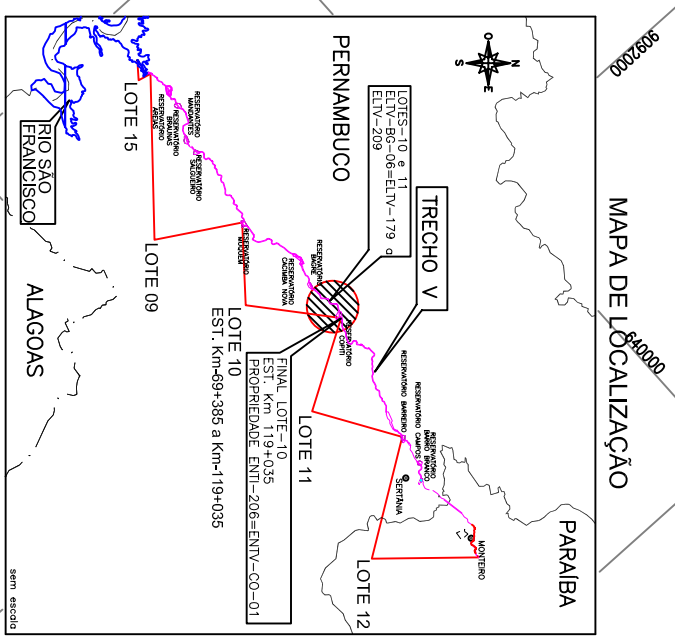 MAPA DE LOCALIZAÇÃO
9092000
640000
N
S
E
O
PERNAMBUCO
PARAÍBA
ALAGOAS
LOTES-10 e 11
ELTV-BG-06=ELTV-179 a
ELTV-209
TRECHO V
RIO SÃO
FRANCISCO
LOTE 15
LOTE 09
LOTE 10
EST. Km-69+385 a Km-119+035
LOTE 11
LOTE 12
FINAL LOTE-10
EST. Km 119+035
PROPRIEDADE ENTI-206=ENTV-CO-01
RESERVATÓRIO
AREIAS
RESERVATÓRIO
BRAUNAS
RESERVATÓRIO
MANDANTES
RESERVATÓRIO
SALGUEIRO
RESERVATÓRIO
MUQUÉM
RESERVATÓRIO
CACIMBA NOVA
RESERVATÓRIO
BAGRE
RESERVATÓRIO
COPITI
RESERVATÓRIO BARREIRO
RESERVATÓRIO CAMPOS
RESERVATÓRIO
BARRO BRANCO
SERTÂNIA
MONTEIRO
sem escala